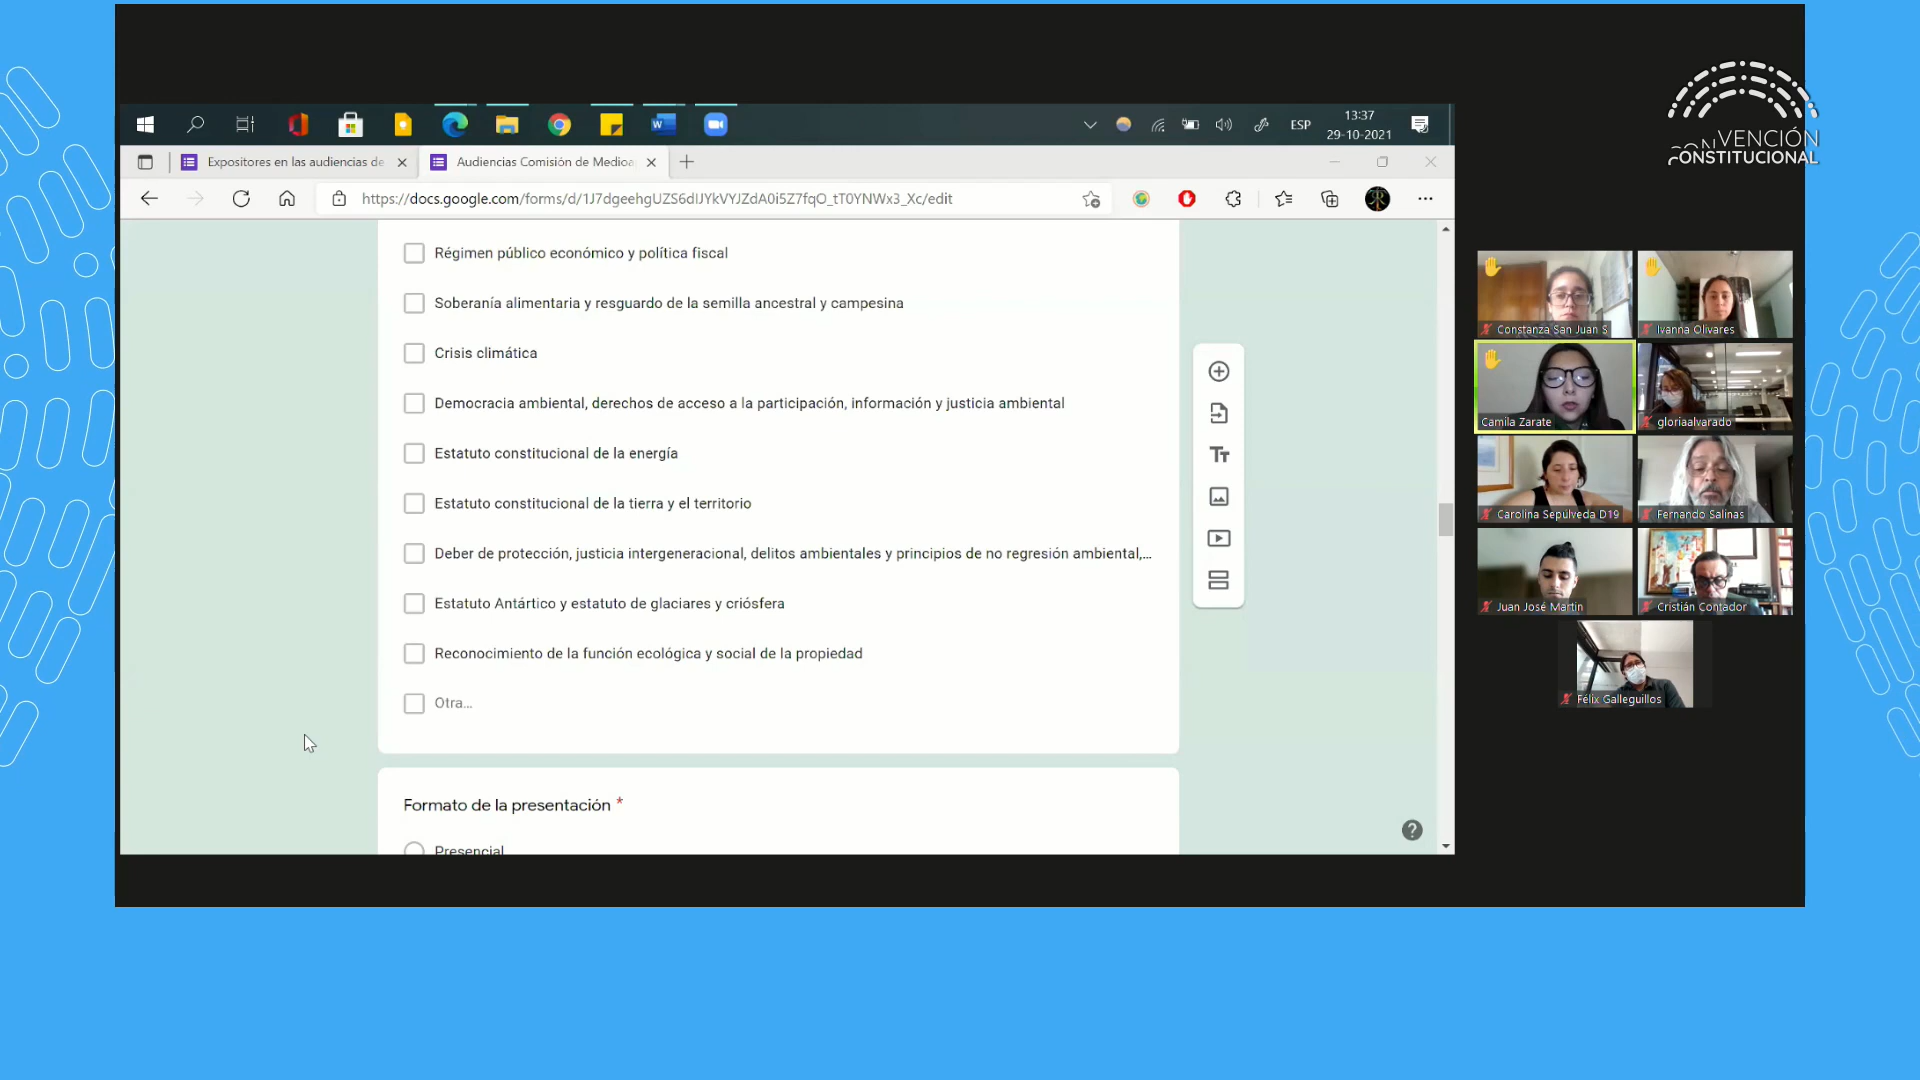 CONVENCIÓN
CONSTITUCIONAL
13:37
ESP
29-10-2021
Expositores en las audiencias de
Audiencias Comisión de Medioa
https://docs.google.com/forms/d/1J7dgeehgUZS6dIJYkVYJZdA0i5Z7fqO_tT0YNWx3_Xc/edit
Régimen público económico y política fiscal
Soberanía alimentaria y resguardo de la semilla ancestral y campesina
Crisis climática
Democracia ambiental, derechos de acceso a la participación, información y justicia ambiental
Estatuto constitucional de la energía
Estatuto constitucional de la tierra y el territorio
Deber de protección, justicia intergeneracional, delitos ambientales y principios de no regresión ambiental,...
Estatuto Antártico y estatuto de glaciares y criósfera
Reconocimiento de la función ecológica y social de la propiedad
Otra...
Formato de la presentación *
Presencial
Constanza San Juan S
Ivanna Olivares
Camila Zarate
gloriaalvarado
Carolina Sepúlveda D19
Fernando Salinas
Juan José Martin
Cristián Contador
Félix Galleguillos